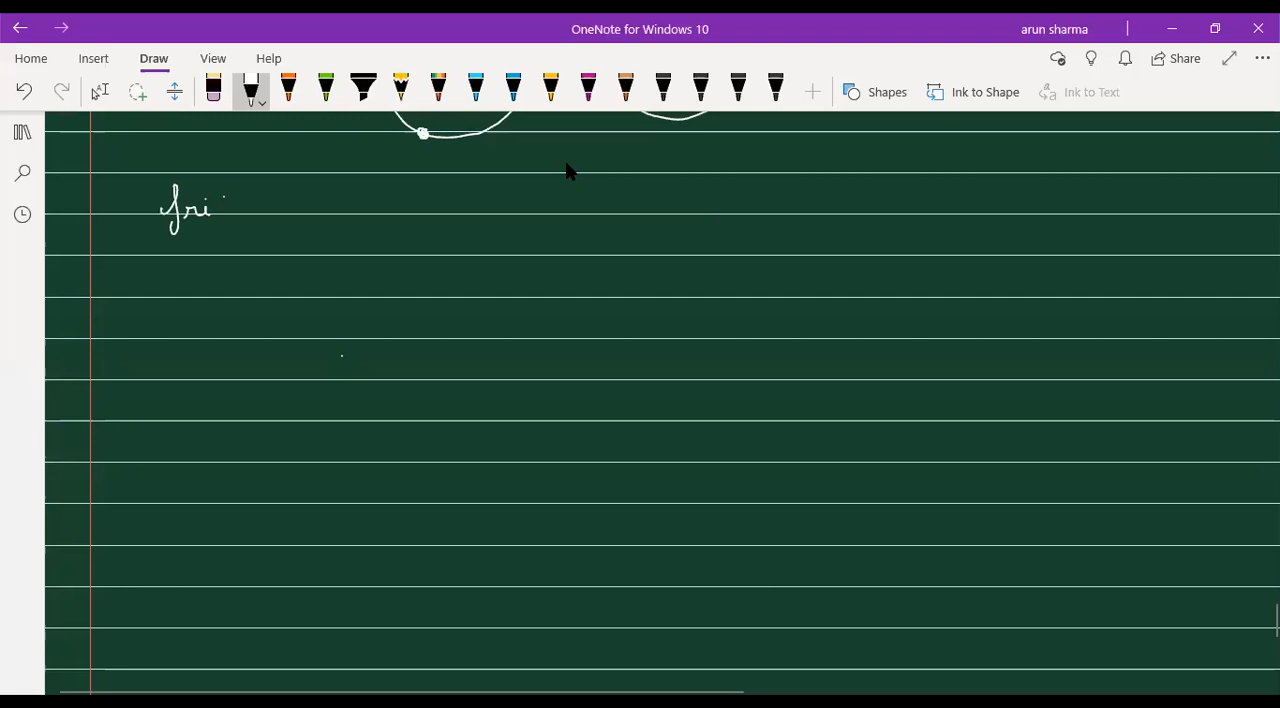 OneNote for Windows 10
arun sharma
Home Insert Draw View Help
Share
Shapes Ink to Shape Ink to Text
fri